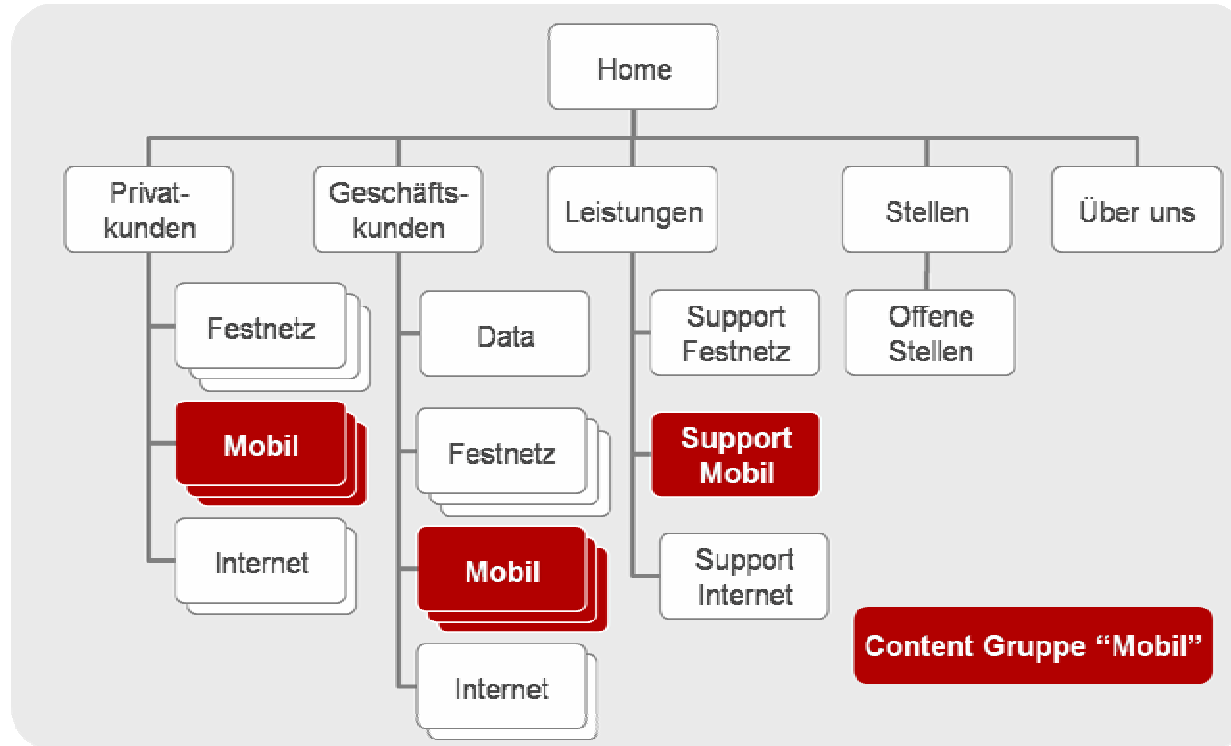 Home
Privat-
kunden
Geschäfts-
kunden
Leistungen
Stellen
Über uns
Festnetz
Mobil
Internet
Data
Festnetz
Mobil
Internet
Support
Festnetz
Support
Mobil
Support
Internet
Offene
Stellen
Content Gruppe “Mobil”